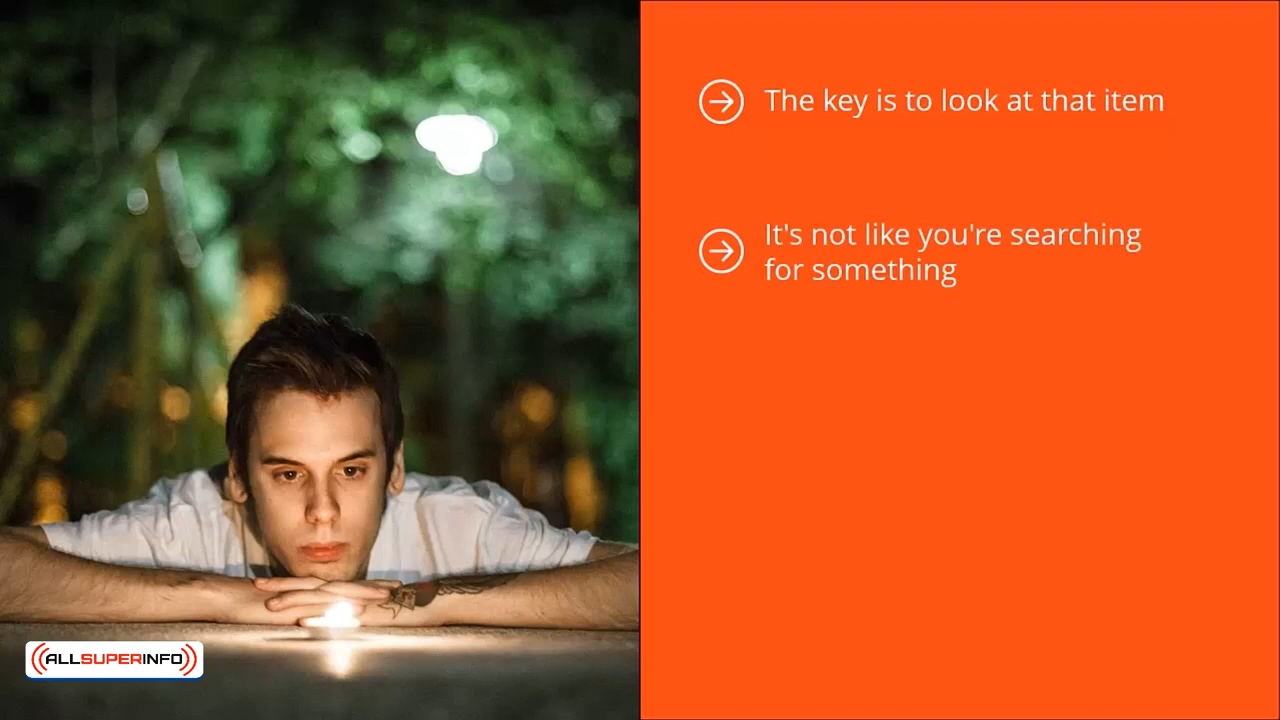 The key is to look at that item
It's not like you're searching
for something
ALLSUPERINFO